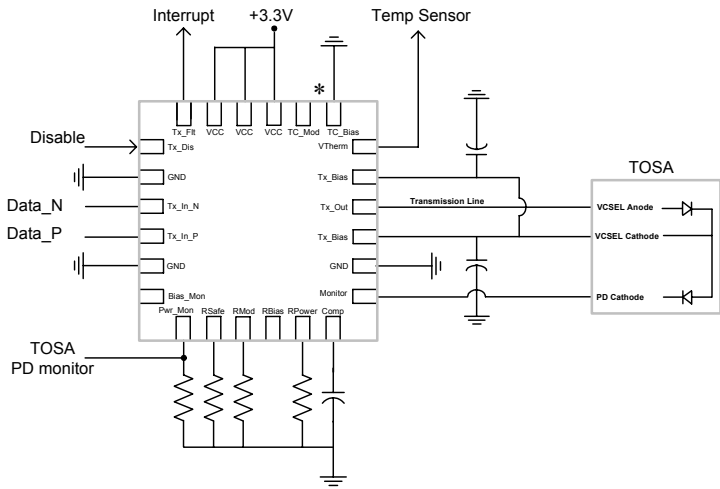 Interrupt +3.3V Temp Sensor
*
Tx_Flt VCC VCC VCC TC_Mod TC_Bias
Disable Tx_Dis VTherm
TOSA
GND Tx_Bias
Data_N Tx_In_N Tx_Out Transmission Line VCSEL Anode
Data_P Tx_In_P Tx_Bias VCSEL Cathode
GND GND
Bias_Mon Monitor PD Cathode
Pwr_Mon RSafe RMod RBias RPower Comp
TOSA
PD monitor